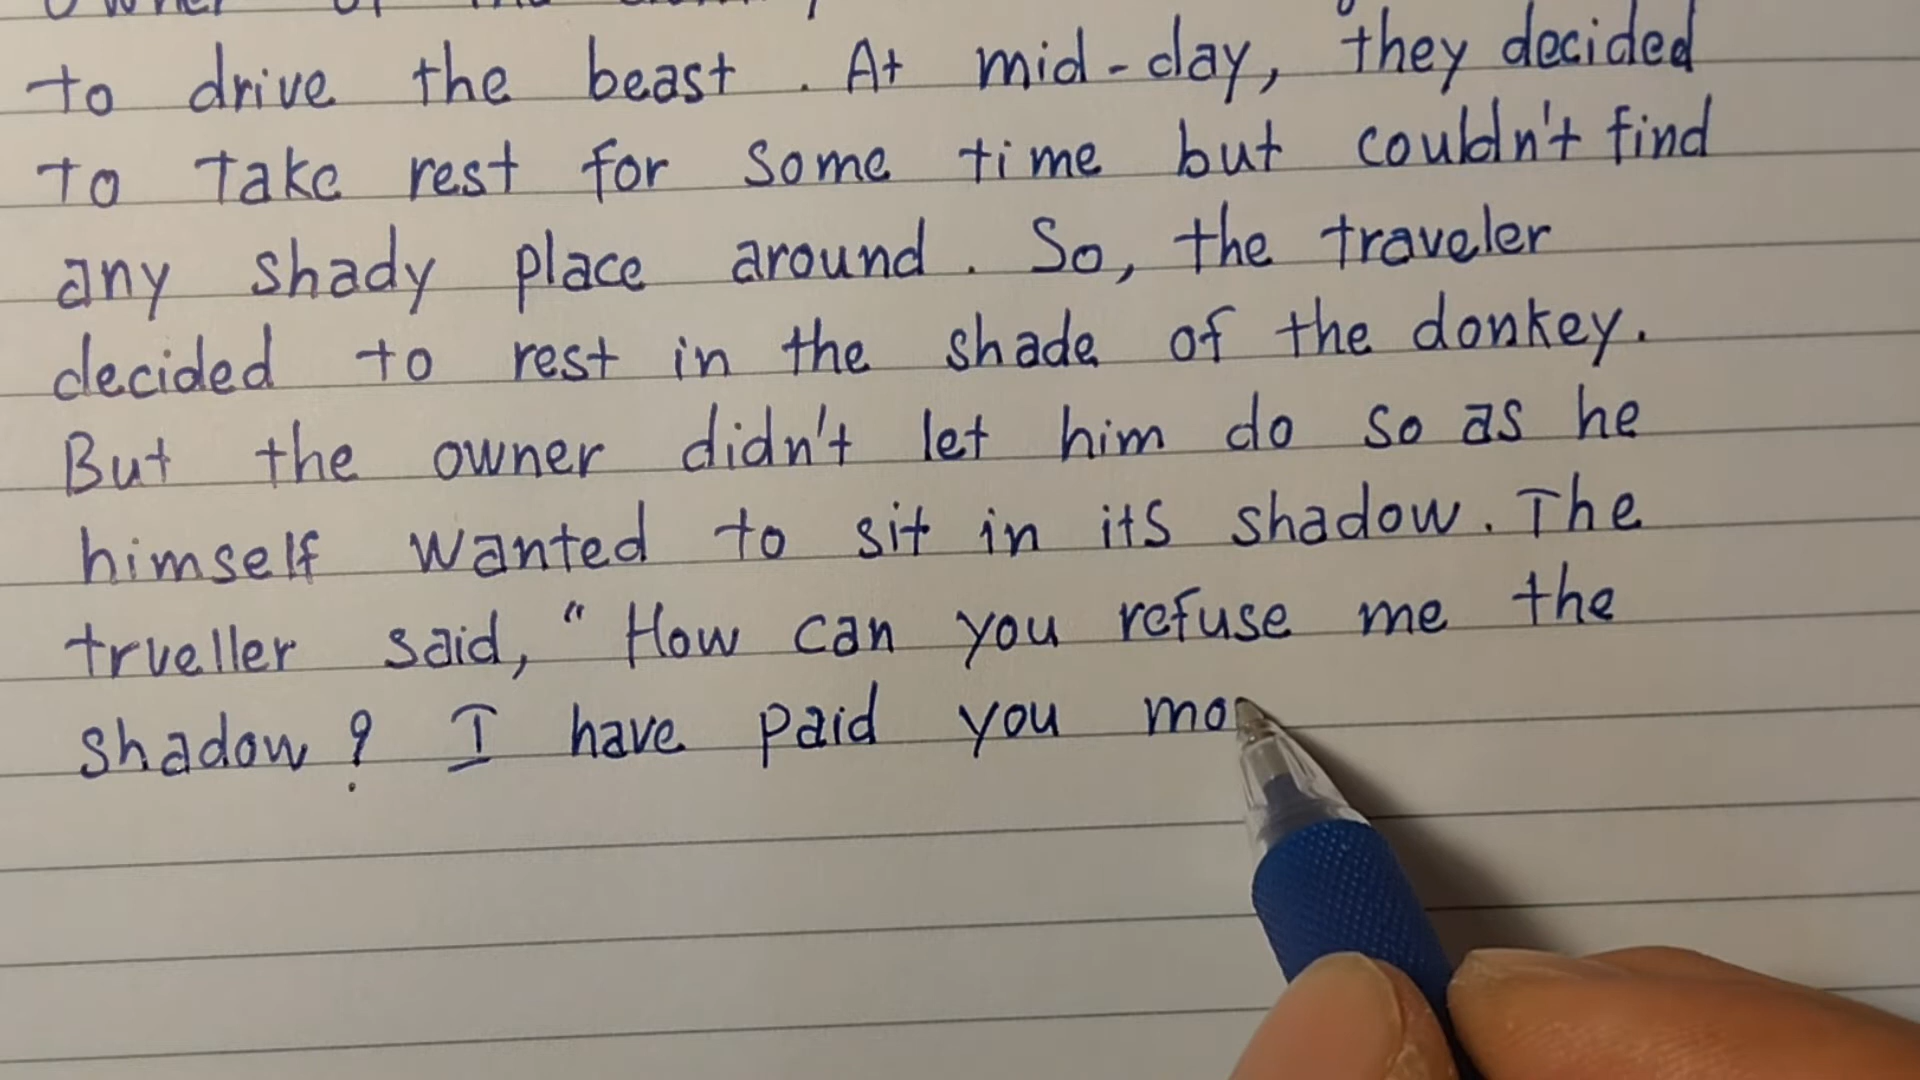 to drive the beast. At mid-day, they decided
to take rest for some time but couldn't find
any shady place around. So, the traveler
decided to rest in the shade of the donkey.
But the owner didn't let him do so as he
himself wanted to sit in its shadow. The
trveller said, "How can you refuse me the
shadow? I have paid you mo